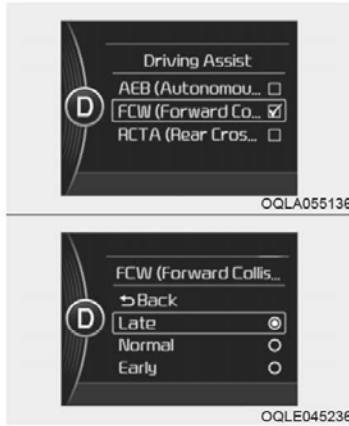 Driving Assist
AEB (Autonomou... □
D
FCW (Forward Co... ☑
RCTA (Rear Cros... □
OQLA055136
FCW (Forward Collis...
⮌Back
D
Late ◉
Normal ○
Early ○
OQLE045236